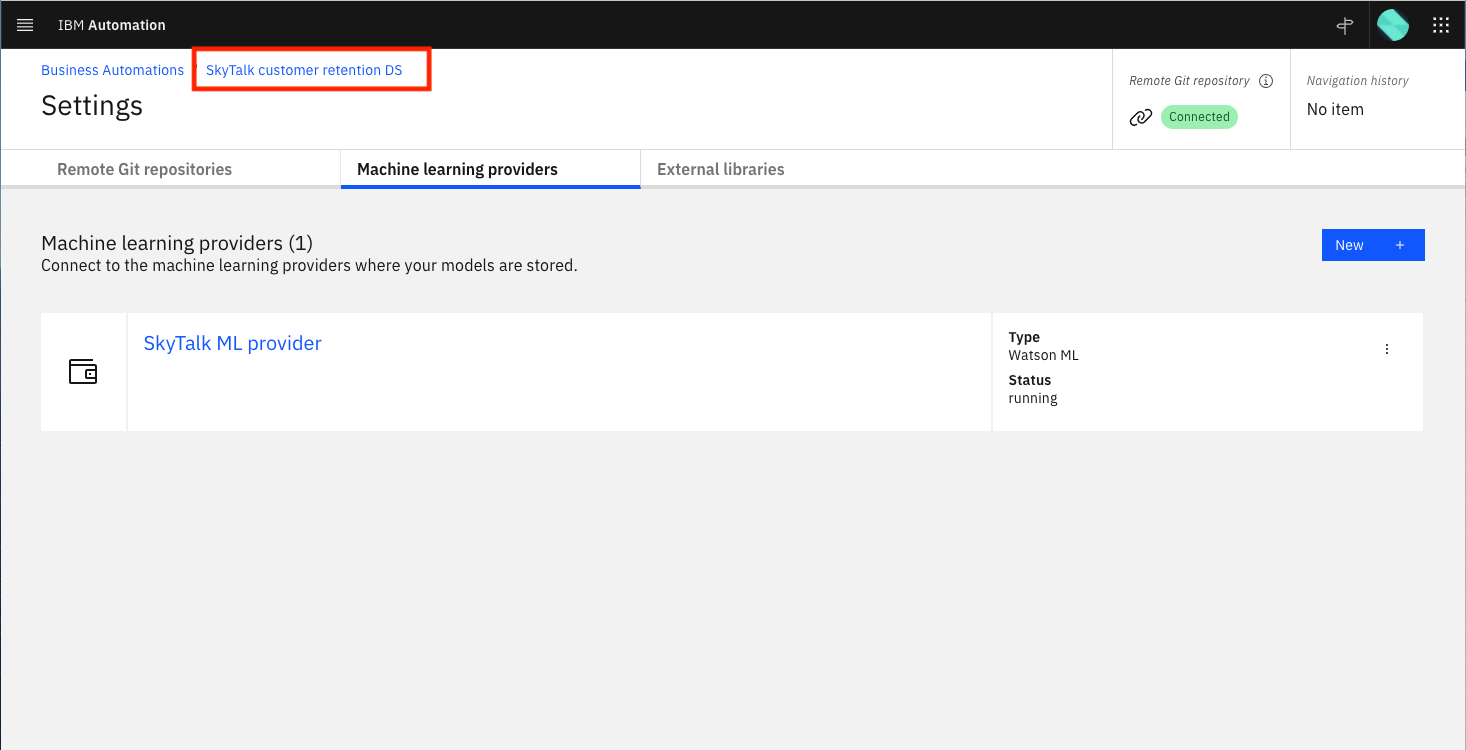 IBM Automation
Business Automations / SkyTalk customer retention DS
Settings
Remote Git repository
Connected
Navigation history
No item
Remote Git repositories
Machine learning providers
External libraries
Machine learning providers (1)
Connect to the machine learning providers where your models are stored.
New +
SkyTalk ML provider
Type
Watson ML
Status
running